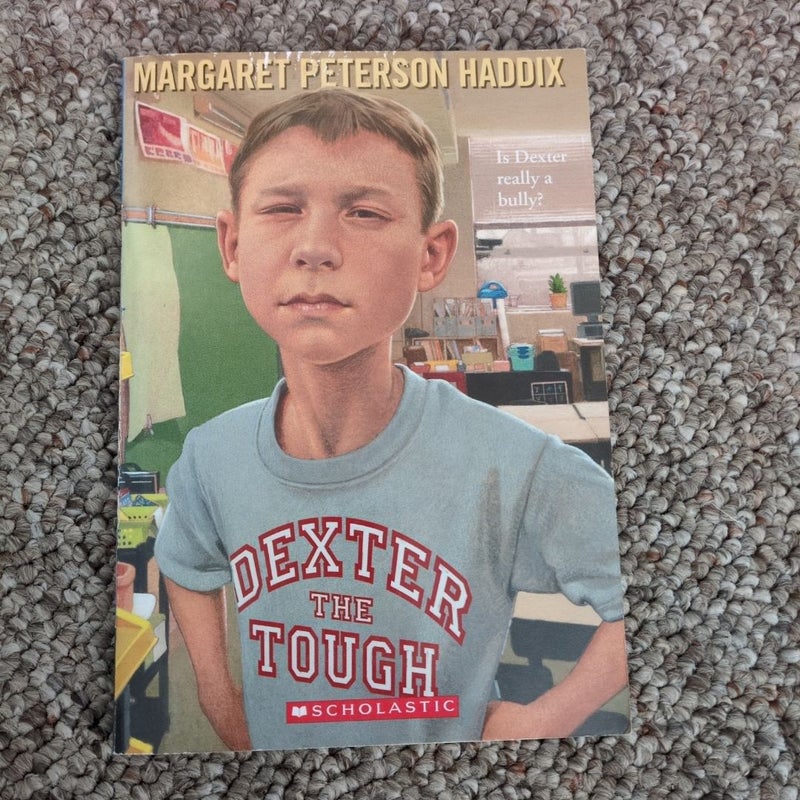 MARGARET PETERSON HADDIX
Is Dexter
really a
bully?
DEXTER
THE
TOUGH
SCHOLASTIC